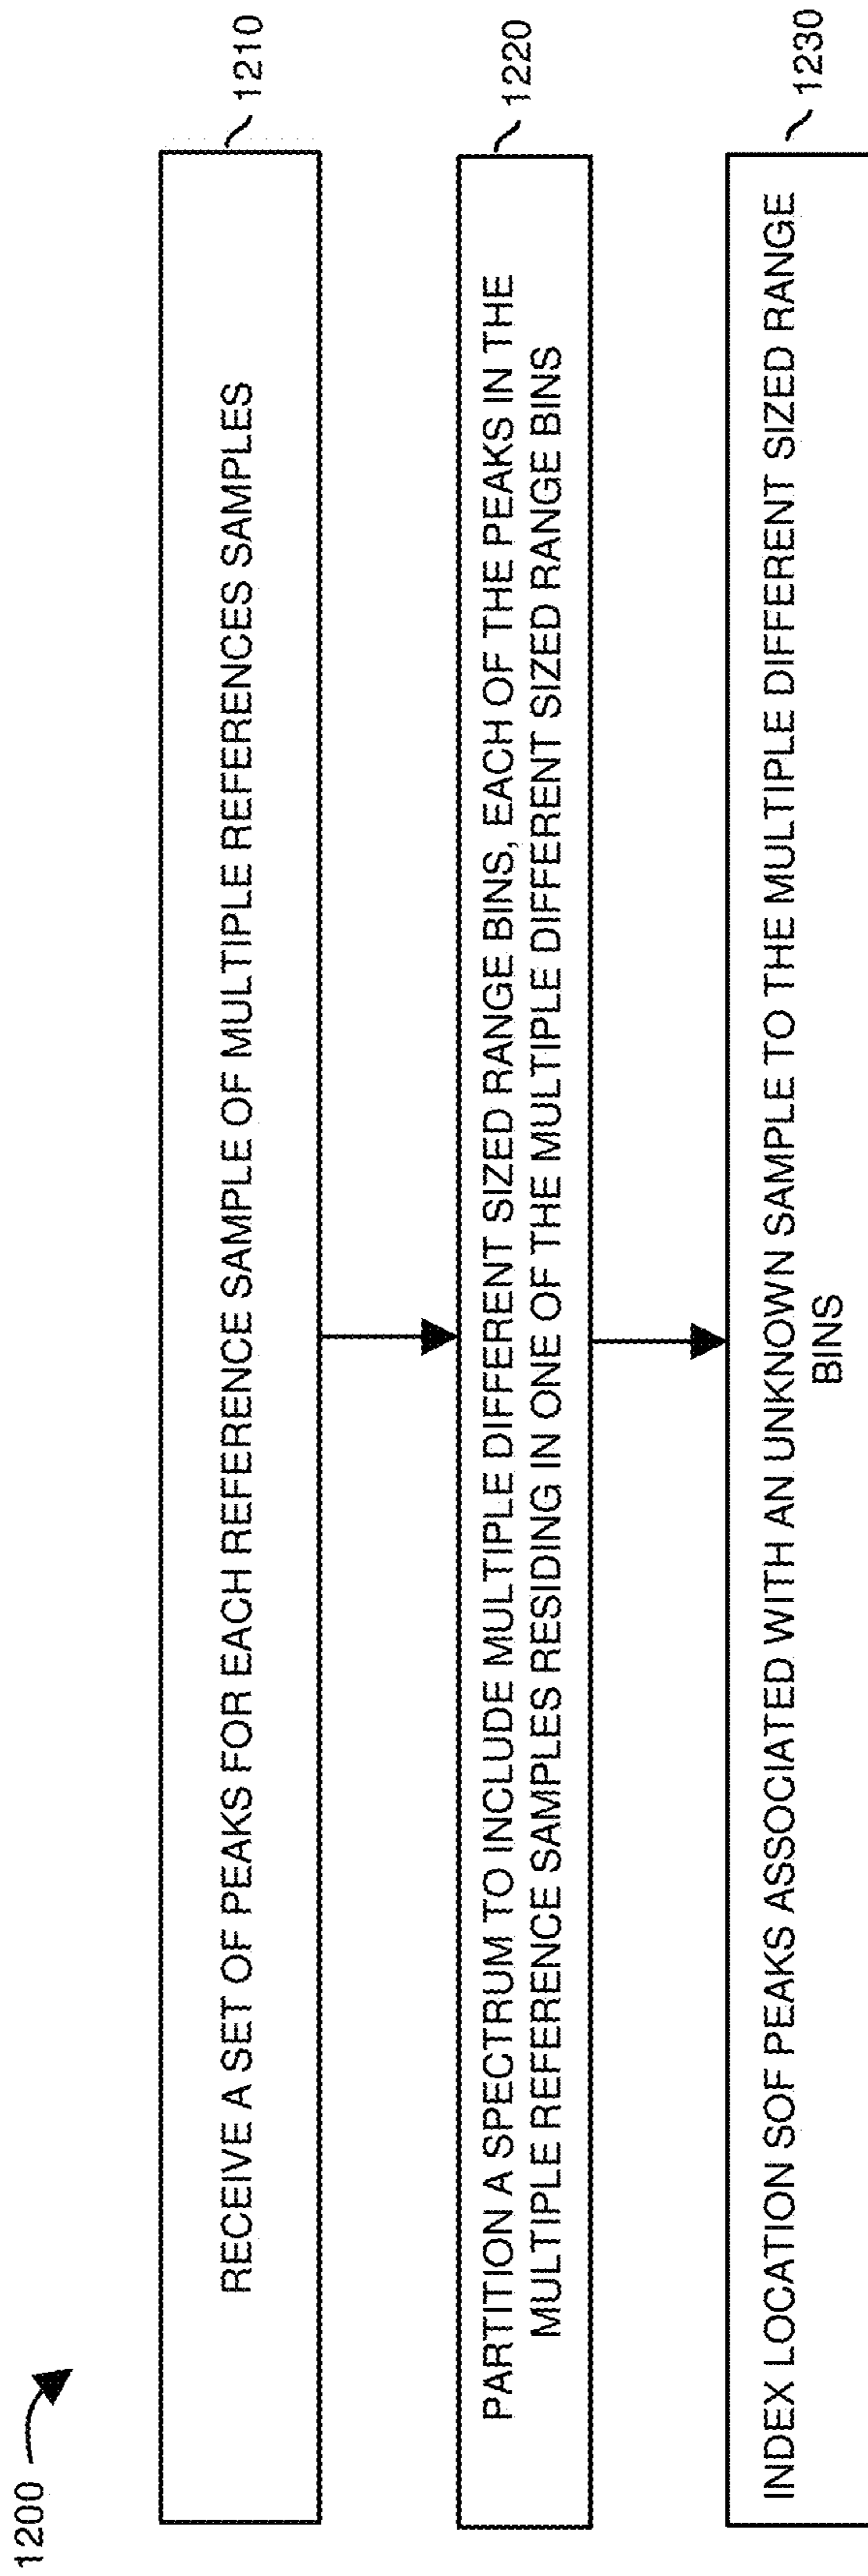 1200
RECEIVE A SET OF PEAKS FOR EACH REFERENCE SAMPLE OF MULTIPLE REFERENCES SAMPLES
1210
PARTITION A SPECTRUM TO INCLUDE MULTIPLE DIFFERENT SIZED RANGE BINS, EACH OF THE PEAKS IN THE
MULTIPLE REFERENCE SAMPLES RESIDING IN ONE OF THE MULTIPLE DIFFERENT SIZED RANGE BINS
1220
INDEX LOCATION SOF PEAKS ASSOCIATED WITH AN UNKNOWN SAMPLE TO THE MULTIPLE DIFFERENT SIZED RANGE
BINS
1230